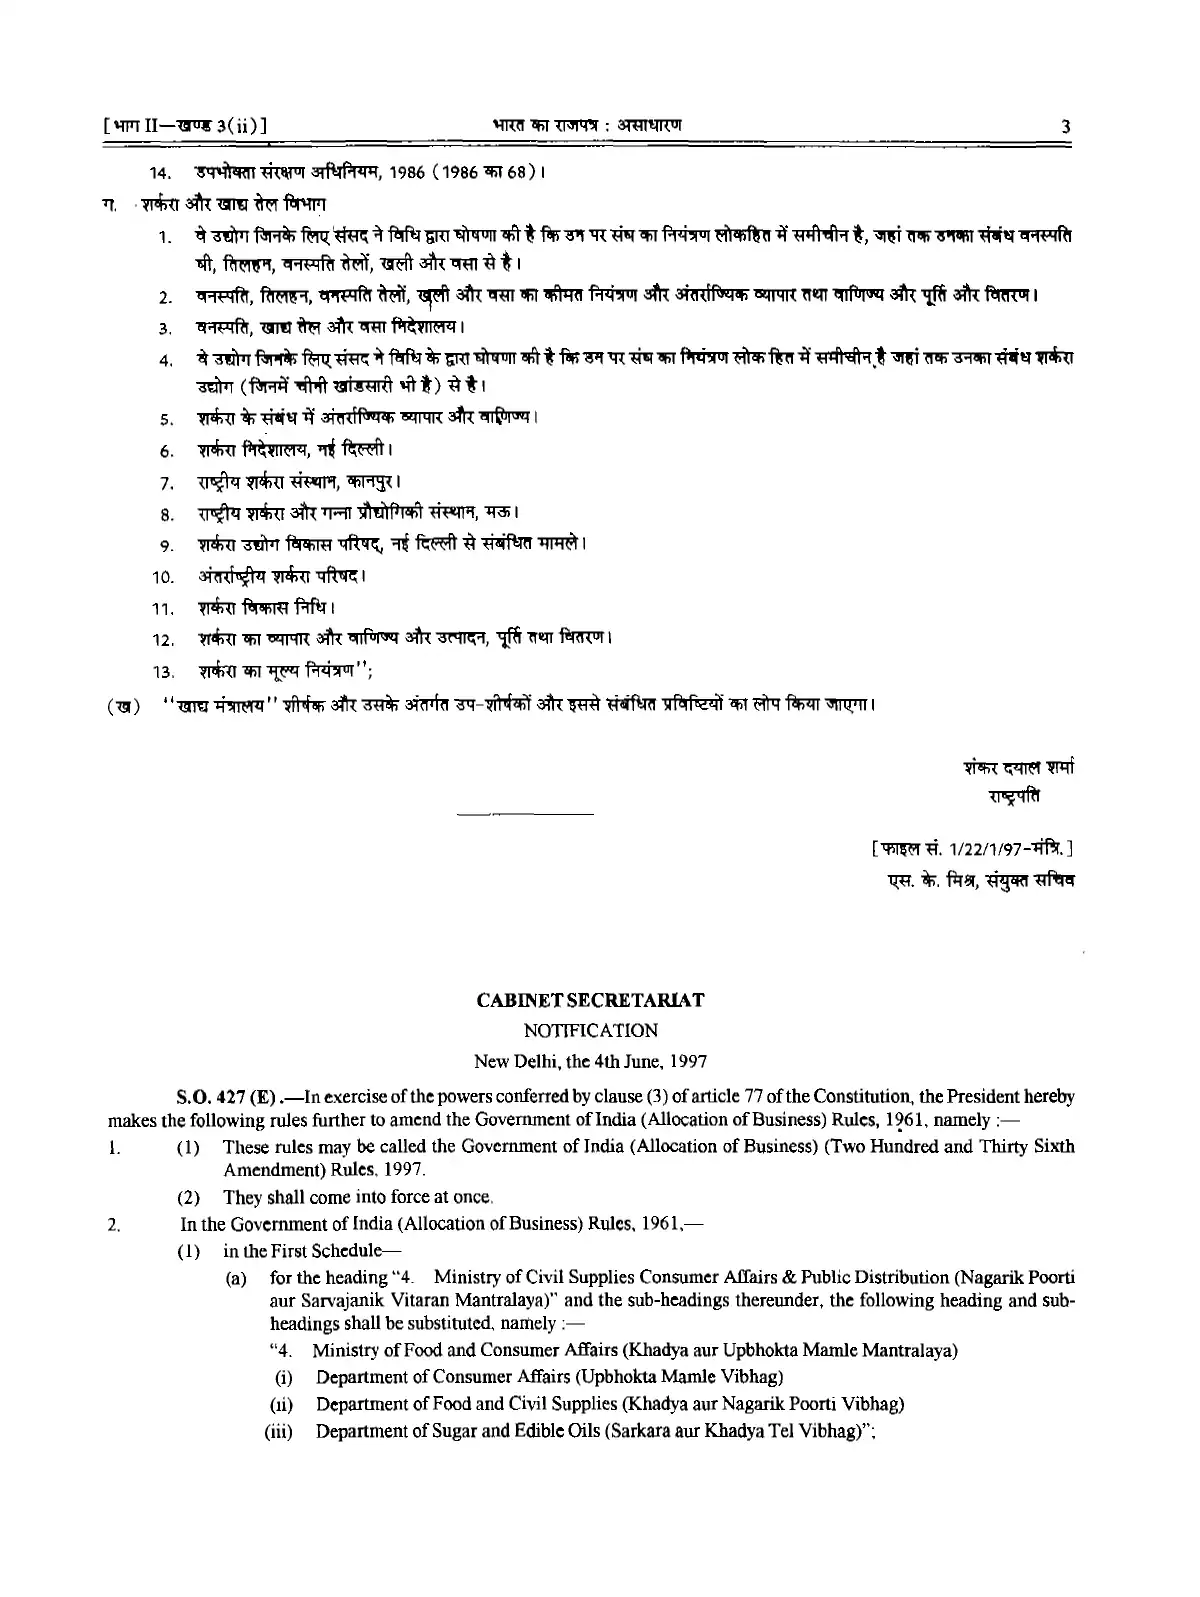 [ भाग II—खण्ड 3(ii) ] भारत का राजपत्र : असाधारण 3
14. उपभोक्ता संरक्षण अधिनियम, 1986 (1986 का 68)।
ग. शर्करा और खाद्य तेल विभाग
1. वे उद्योग जिनके लिए संसद ने विधि द्वारा घोषणा की है कि उन पर संघ का नियंत्रण लोकहित में समीचीन है, जहां तक उनका संबंध वनस्पति
घी, तिलहन, वनस्पति तेलों, खली और वसा से है।
2. वनस्पति, तिलहन, वनस्पति तेलों, खली और वसा का कीमत नियंत्रण और अंतर्राज्यिक व्यापार तथा वाणिज्य और पूर्ति और वितरण।
3. वनस्पति, खाद्य तेल और वसा निदेशालय।
4. वे उद्योग जिनके लिए संसद ने विधि के द्वारा घोषणा की है कि उन पर संघ का नियंत्रण लोक हित में समीचीन है जहां तक उनका संबंध शर्करा
उद्योग (जिनमें चीनी खांडसारी भी है) से है।
5. शर्करा के संबंध में अंतर्राज्यिक व्यापार और वाणिज्य।
6. शर्करा निदेशालय, नई दिल्ली।
7. राष्ट्रीय शर्करा संस्थान, कानपुर।
8. राष्ट्रीय शर्करा और गन्ना प्रौद्योगिकी संस्थान, मऊ।
9. शर्करा उद्योग विकास परिषद्, नई दिल्ली से संबंधित मामले।
10. अंतर्राष्ट्रीय शर्करा परिषद।
11. शर्करा विकास निधि।
12. शर्करा का व्यापार और वाणिज्य और उत्पादन, पूर्ति तथा वितरण।
13. शर्करा का मूल्य नियंत्रण'';
(ख) ''खाद्य मंत्रालय'' शीर्षक और उसके अंतर्गत उप-शीर्षकों और इससे संबंधित प्रविष्टियों का लोप किया जाएगा।
शंकर दयाल शर्मा
राष्ट्रपति
[ फाइल सं. 1/22/1/97-मंत्रि. ]
एस. के. मिश्र, संयुक्त सचिव
CABINET SECRETARIAT
NOTIFICATION
New Delhi, the 4th June, 1997
S.O. 427 (E) .—In exercise of the powers conferred by clause (3) of article 77 of the Constitution, the President hereby
makes the following rules further to amend the Government of India (Allocation of Business) Rules, 1961, namely :—
1. (1) These rules may be called the Government of India (Allocation of Business) (Two Hundred and Thirty Sixth
Amendment) Rules, 1997.
(2) They shall come into force at once.
2. In the Government of India (Allocation of Business) Rules, 1961,—
(1) in the First Schedule—
(a) for the heading "4. Ministry of Civil Supplies Consumer Affairs & Public Distribution (Nagarik Poorti
aur Sarvajanik Vitaran Mantralaya)" and the sub-headings thereunder, the following heading and sub-
headings shall be substituted, namely :—
"4. Ministry of Food and Consumer Affairs (Khadya aur Upbhokta Mamle Mantralaya)
(i) Department of Consumer Affairs (Upbhokta Mamle Vibhag)
(ii) Department of Food and Civil Supplies (Khadya aur Nagarik Poorti Vibhag)
(iii) Department of Sugar and Edible Oils (Sarkara aur Khadya Tel Vibhag)";